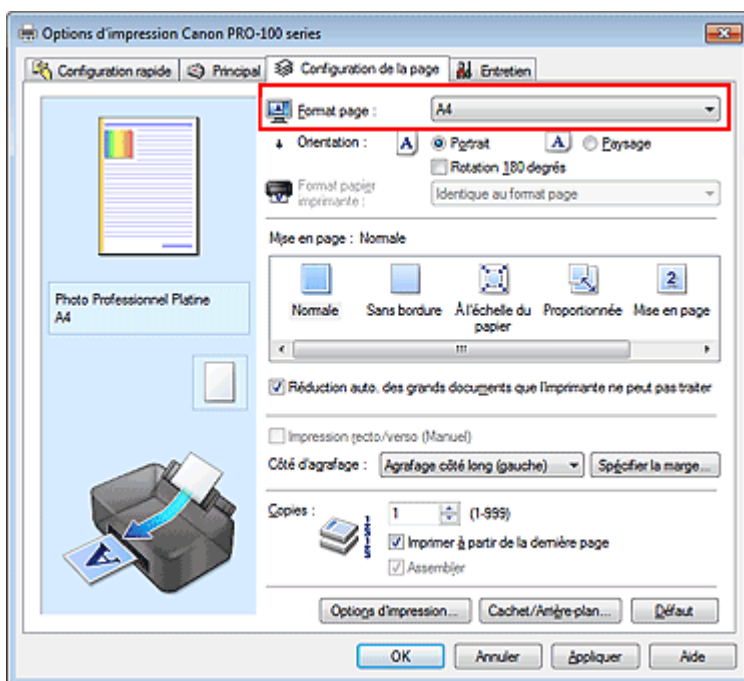 Options d'impression Canon PRO-100 series
Configuration rapide Principal Configuration de la page Entretien
Format page : A4
Orientation : A Portrait A Paysage
Rotation 180 degrés
Format papier
imprimante : Identique au format page
Mise en page : Normale
Photo Professionnel Platine
A4
Normale Sans bordure À l'échelle du papier Proportionnée Mise en page
2
Réduction auto. des grands documents que l'imprimante ne peut pas traiter
Impression recto/verso (Manuel)
Côté d'agrafage : Agrafage côté long (gauche) Spécifier la marge...
Copies : 1 (1-999)
Imprimer à partir de la dernière page
Assembler
A
Options d'impression... Cachet/Arrière-plan... Défaut
OK Annuler Appliquer Aide